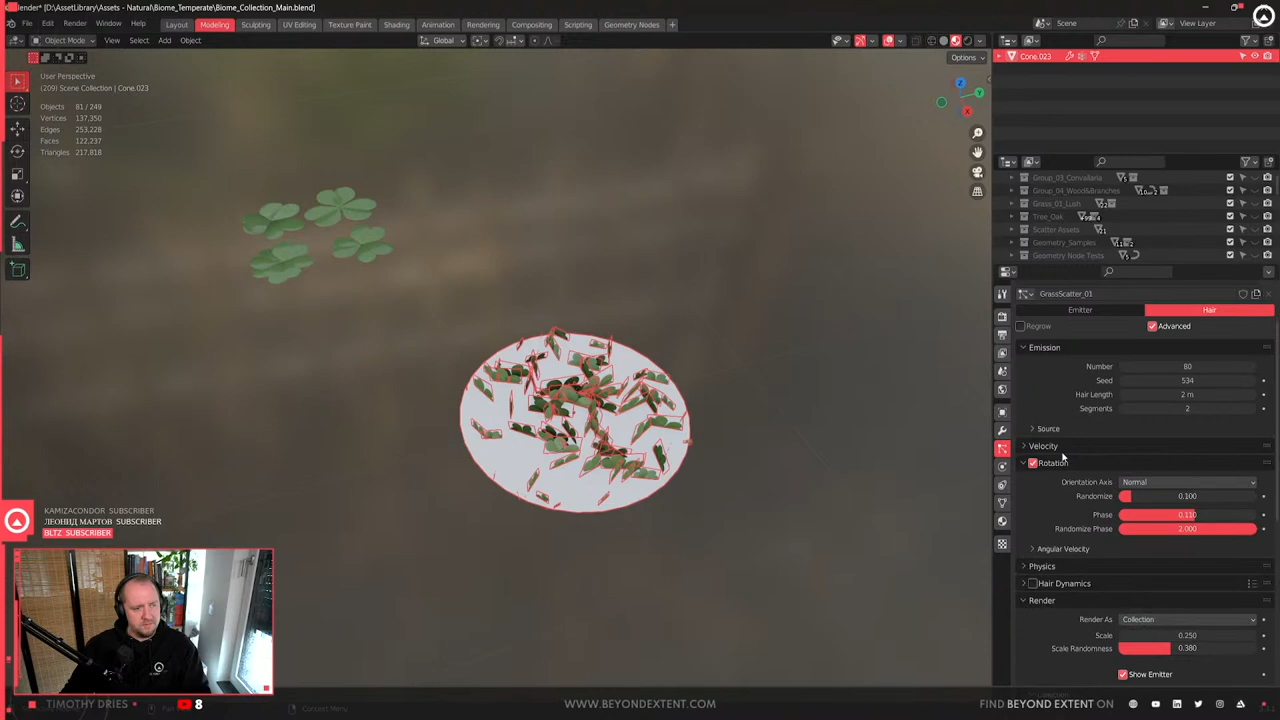 Blender* [D:\AssetLibrary\Assets - Natural\Biome_Temperate\Biome_Collection_Main.blend]
File Edit Render Window Help
Layout Modeling Sculpting UV Editing Texture Paint Shading Animation Rendering Compositing Scripting Geometry Nodes +
Scene
View Layer
Object Mode View Select Add Object
Global
Options
User Perspective
(209) Scene Collection | Cone.023
Objects 81 / 249
Vertices 137,350
Edges 253,228
Faces 122,237
Triangles 217,818
Z
Y
X
Cone.023
Group_03_Convallaria
Group_04_Wood&Branches
Grass_01_Lush
Tree_Oak
Scatter Assets
Geometry_Samples
Geometry Node Tests
GrassScatter_01
Emitter Hair
Regrow Advanced
Emission
Number 80
Seed 534
Hair Length 2 m
Segments 2
Source
Velocity
Rotation
Orientation Axis Normal
Randomize 0.100
Phase 0.110
Randomize Phase 2.000
Angular Velocity
Physics
Hair Dynamics
Render
Render As Collection
Scale 0.250
Scale Randomness 0.380
Show Emitter
KAMIZACONDOR SUBSCRIBER
ЛЕОНИД МАРТОВ SUBSCRIBER
BLTZ SUBSCRIBER
TIMOTHY DRIES
8
WWW.BEYONDEXTENT.COM
FIND BEYOND EXTENT ON